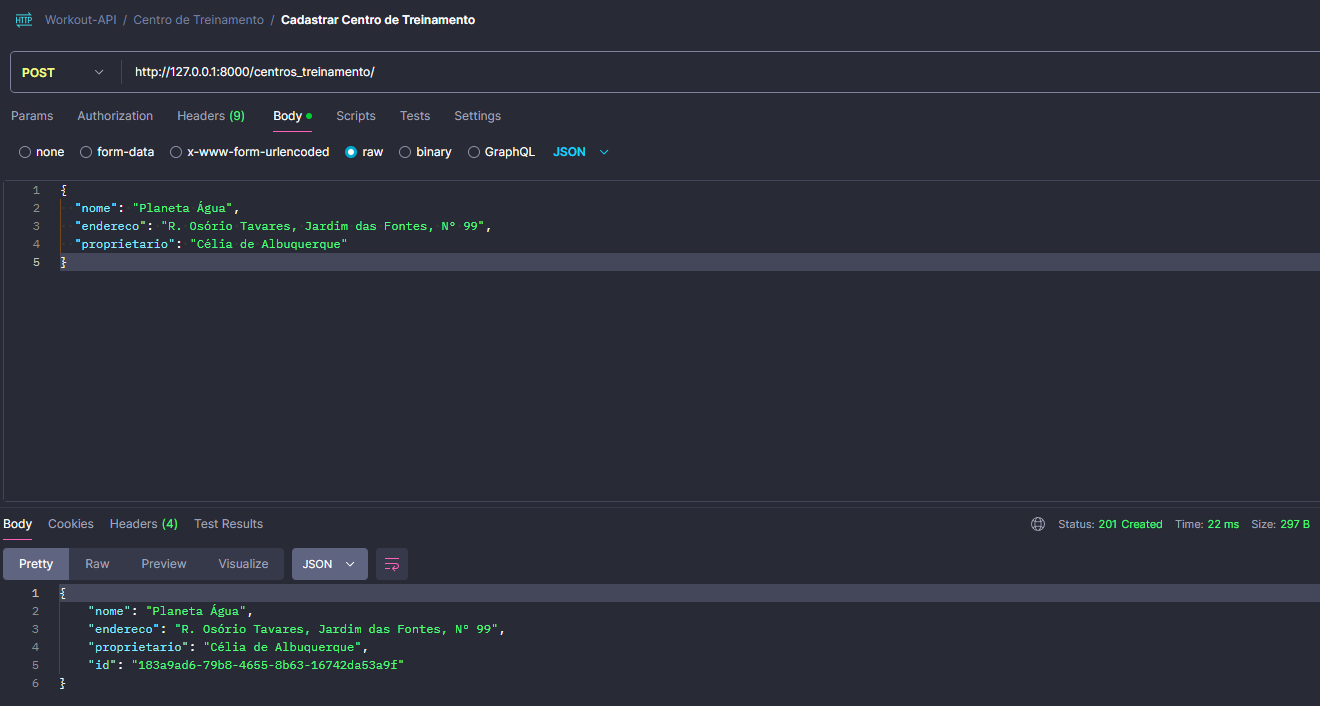 HTTP Workout-API / Centro de Treinamento / Cadastrar Centro de Treinamento
POST http://127.0.0.1:8000/centros_treinamento/
Params Authorization Headers (9) Body Scripts Tests Settings
none form-data x-www-form-urlencoded raw binary GraphQL JSON
1 {
2 "nome": "Planeta Água",
3 "endereco": "R. Osório Tavares, Jardim das Fontes, Nº 99",
4 "proprietario": "Célia de Albuquerque"
5 }
Body Cookies Headers (4) Test Results Status: 201 Created Time: 22 ms Size: 297 B
Pretty Raw Preview Visualize JSON
1 {
2 "nome": "Planeta Água",
3 "endereco": "R. Osório Tavares, Jardim das Fontes, Nº 99",
4 "proprietario": "Célia de Albuquerque",
5 "id": "183a9ad6-79b8-4655-8b63-16742da53a9f"
6 }